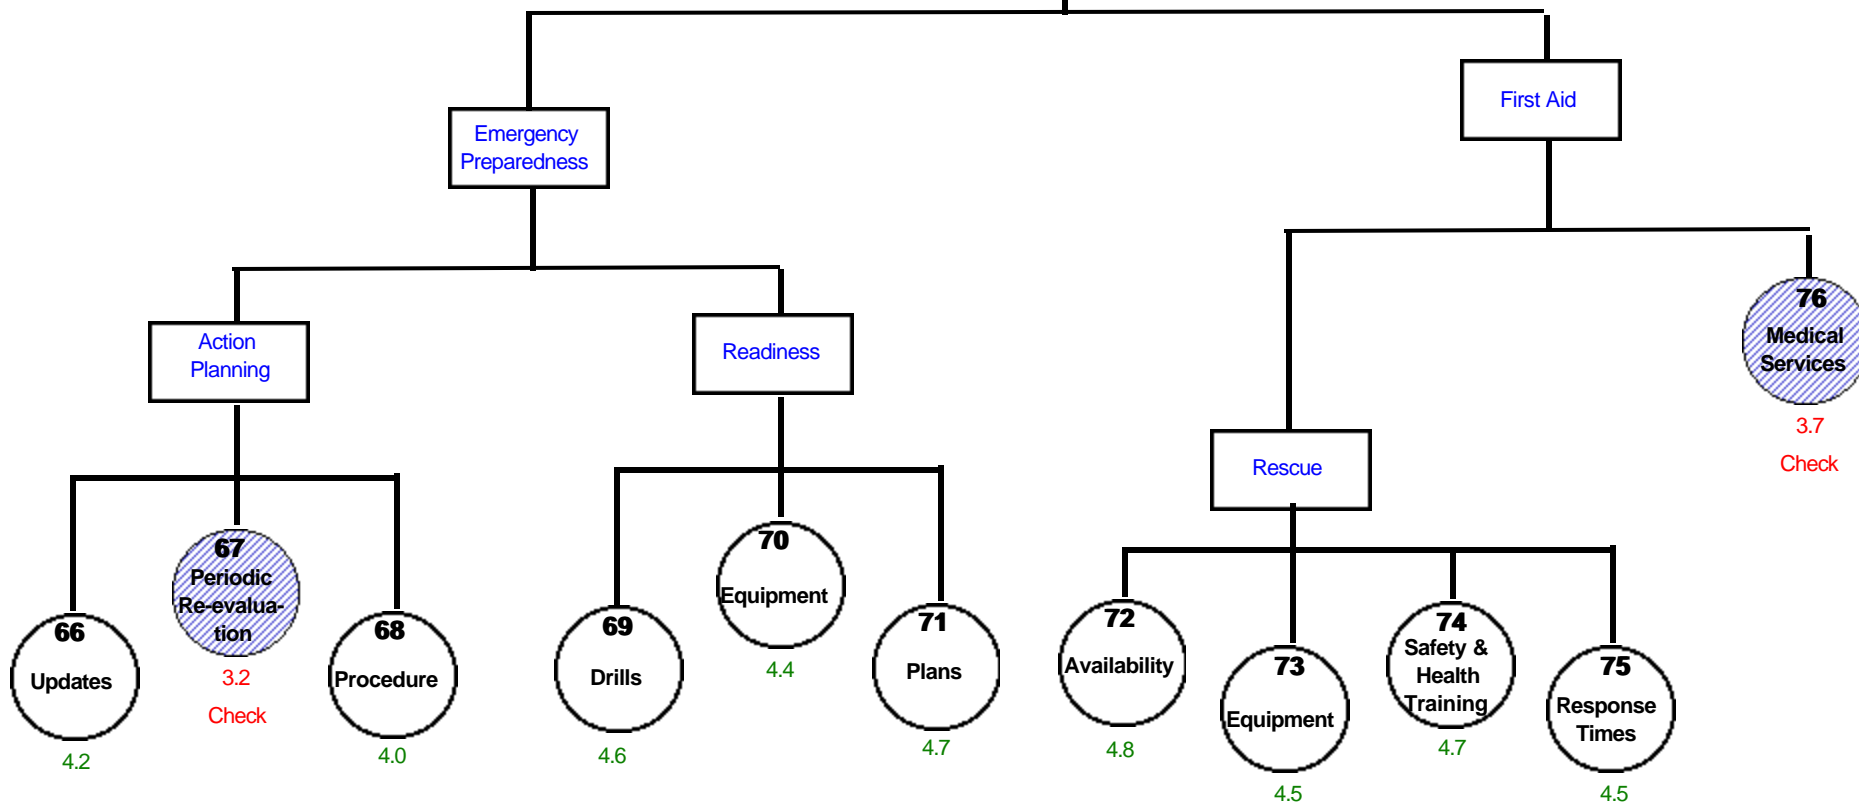 First Aid
Emergency
Preparedness
Action
Planning
Readiness
76
Medical
Services
3.7
Check
Rescue
67
Periodic
Re-evalua-
tion
3.2
Check
66
Updates
4.2
68
Procedure
4.0
69
Drills
4.6
70
Equipment
4.4
71
Plans
4.7
72
Availability
4.8
73
Equipment
4.5
74
Safety &
Health
Training
4.7
75
Response
Times
4.5